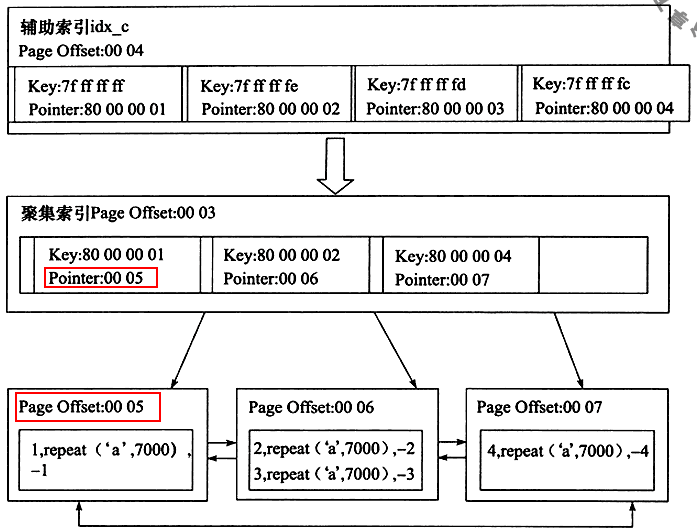 辅助索引idx_c
Page Offset:00 04
Key:7f ff ff ff
Pointer:80 00 00 01
Key:7f ff ff fe
Pointer:80 00 00 02
Key:7f ff ff fd
Pointer:80 00 00 03
Key:7f ff ff fc
Pointer:80 00 00 04
聚集索引Page Offset:00 03
Key:80 00 00 01
Pointer:00 05
Key:80 00 00 02
Pointer:00 06
Key:80 00 00 04
Pointer:00 07
Page Offset:00 05
1,repeat（‘a’,7000）,
-1
Page Offset:00 06
2,repeat（‘a’,7000）,-2
3,repeat（‘a’,7000）,-3
Page Offset:00 07
4,repeat（‘a’,7000）,-4